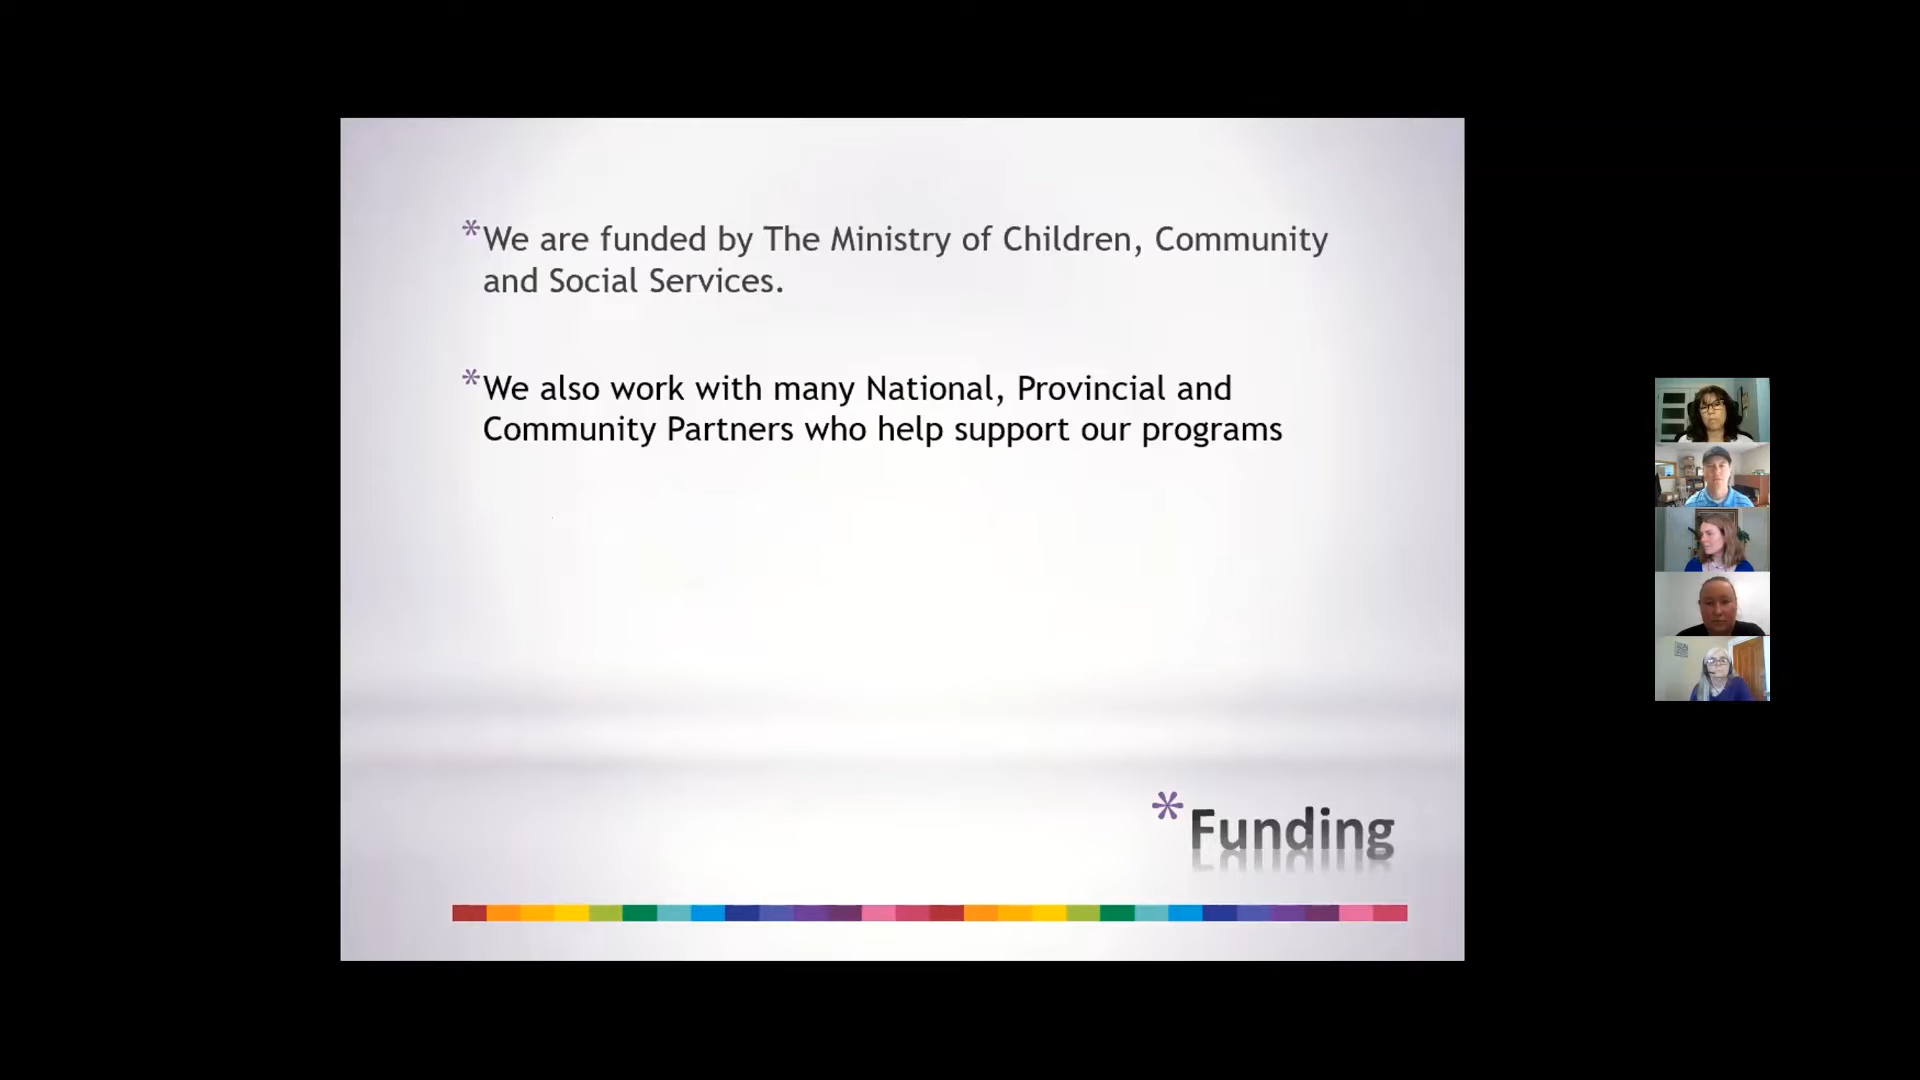 *We are funded by The Ministry of Children, Community
and Social Services.
*We also work with many National, Provincial and
Community Partners who help support our programs
*Funding